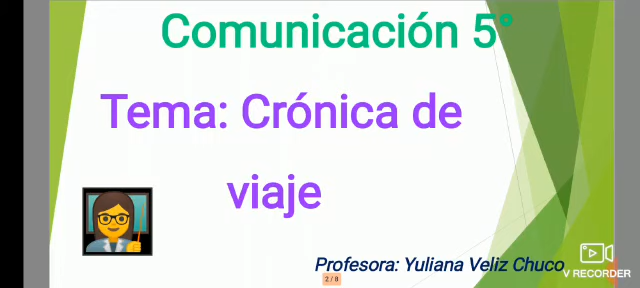 Comunicación 5°
Tema: Crónica de
viaje
Profesora: Yuliana Veliz Chuco
2 / 8
V RECORDER